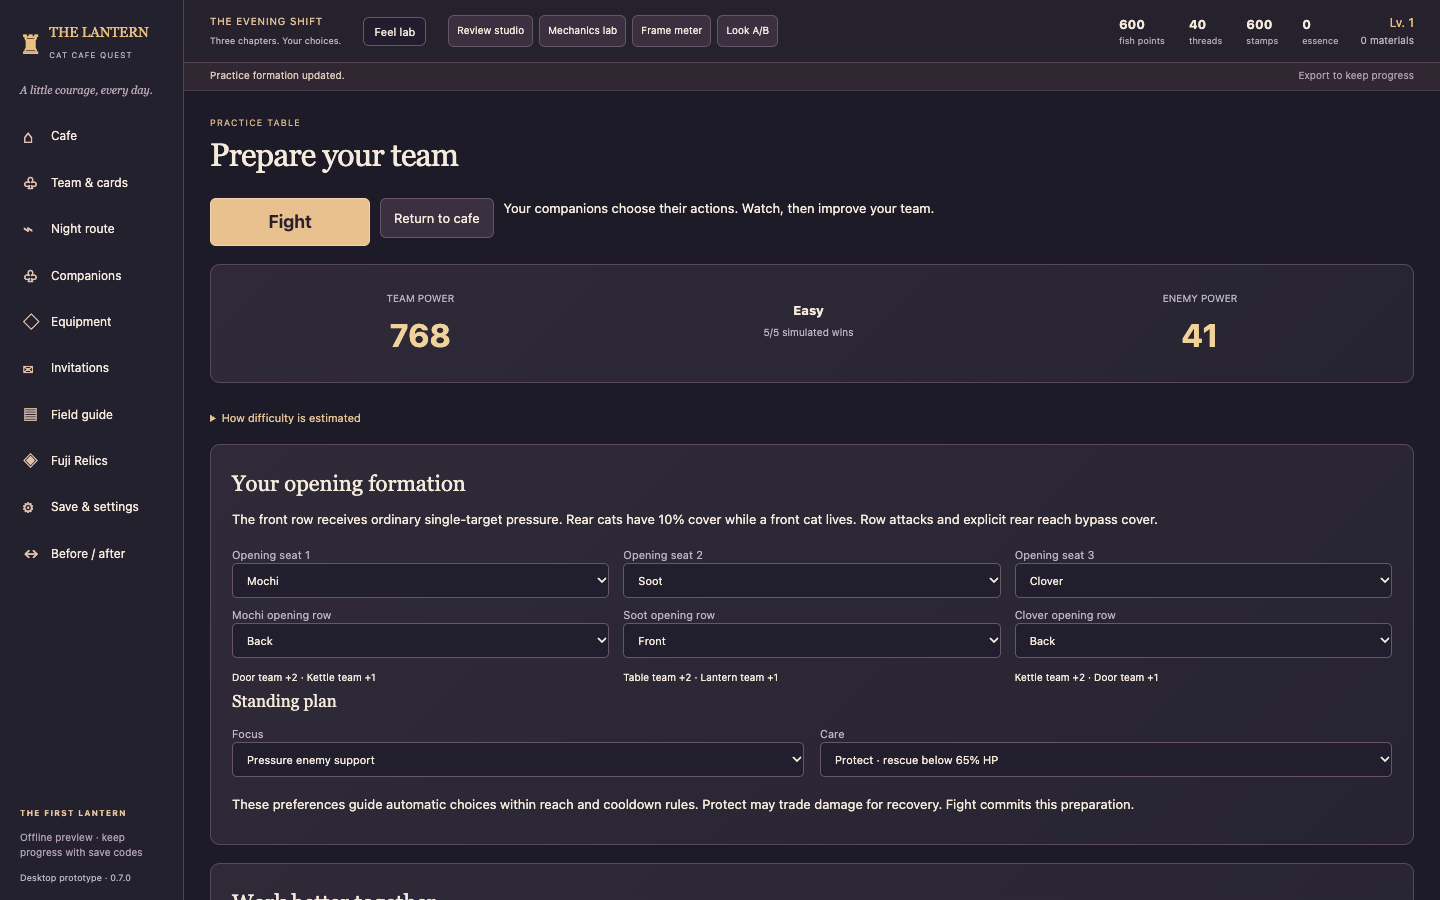 THE LANTERN
CAT CAFE QUEST
A little courage, every day.
Cafe
Team & cards
Night route
Companions
Equipment
Invitations
Field guide
Fuji Relics
Save & settings
Before / after
THE FIRST LANTERN
Offline preview · keep
progress with save codes
Desktop prototype · 0.7.0
THE EVENING SHIFT
Three chapters. Your choices.
Feel lab
Review studio
Mechanics lab
Frame meter
Look A/B
600
fish points
40
threads
600
stamps
0
essence
Lv. 1
0 materials
Practice formation updated.
Export to keep progress
PRACTICE TABLE
Prepare your team
Fight
Return to cafe
Your companions choose their actions. Watch, then improve your team.
TEAM POWER
768
Easy
5/5 simulated wins
ENEMY POWER
41
How difficulty is estimated
Your opening formation
The front row receives ordinary single-target pressure. Rear cats have 10% cover while a front cat lives. Row attacks and explicit rear reach bypass cover.
Opening seat 1
Opening seat 2
Opening seat 3
Mochi
Soot
Clover
Mochi opening row
Soot opening row
Clover opening row
Back
Front
Back
Door team +2 · Kettle team +1
Table team +2 · Lantern team +1
Kettle team +2 · Door team +1
Standing plan
Focus
Care
Pressure enemy support
Protect · rescue below 65% HP
These preferences guide automatic choices within reach and cooldown rules. Protect may trade damage for recovery. Fight commits this preparation.
Work better together